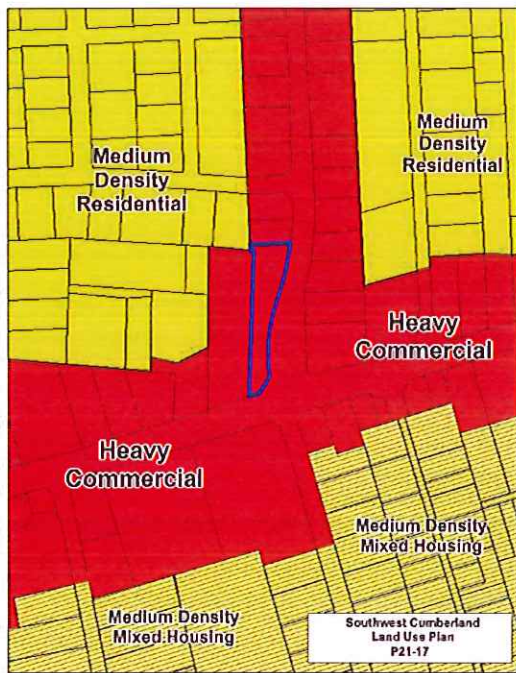 Medium
Density
Residential
Medium
Density
Residential
Heavy
Commercial
Heavy
Commercial
Medium Density
Mixed Housing
Medium Density
Mixed Housing
Southwest Cumberland
Land Use Plan
P21-17